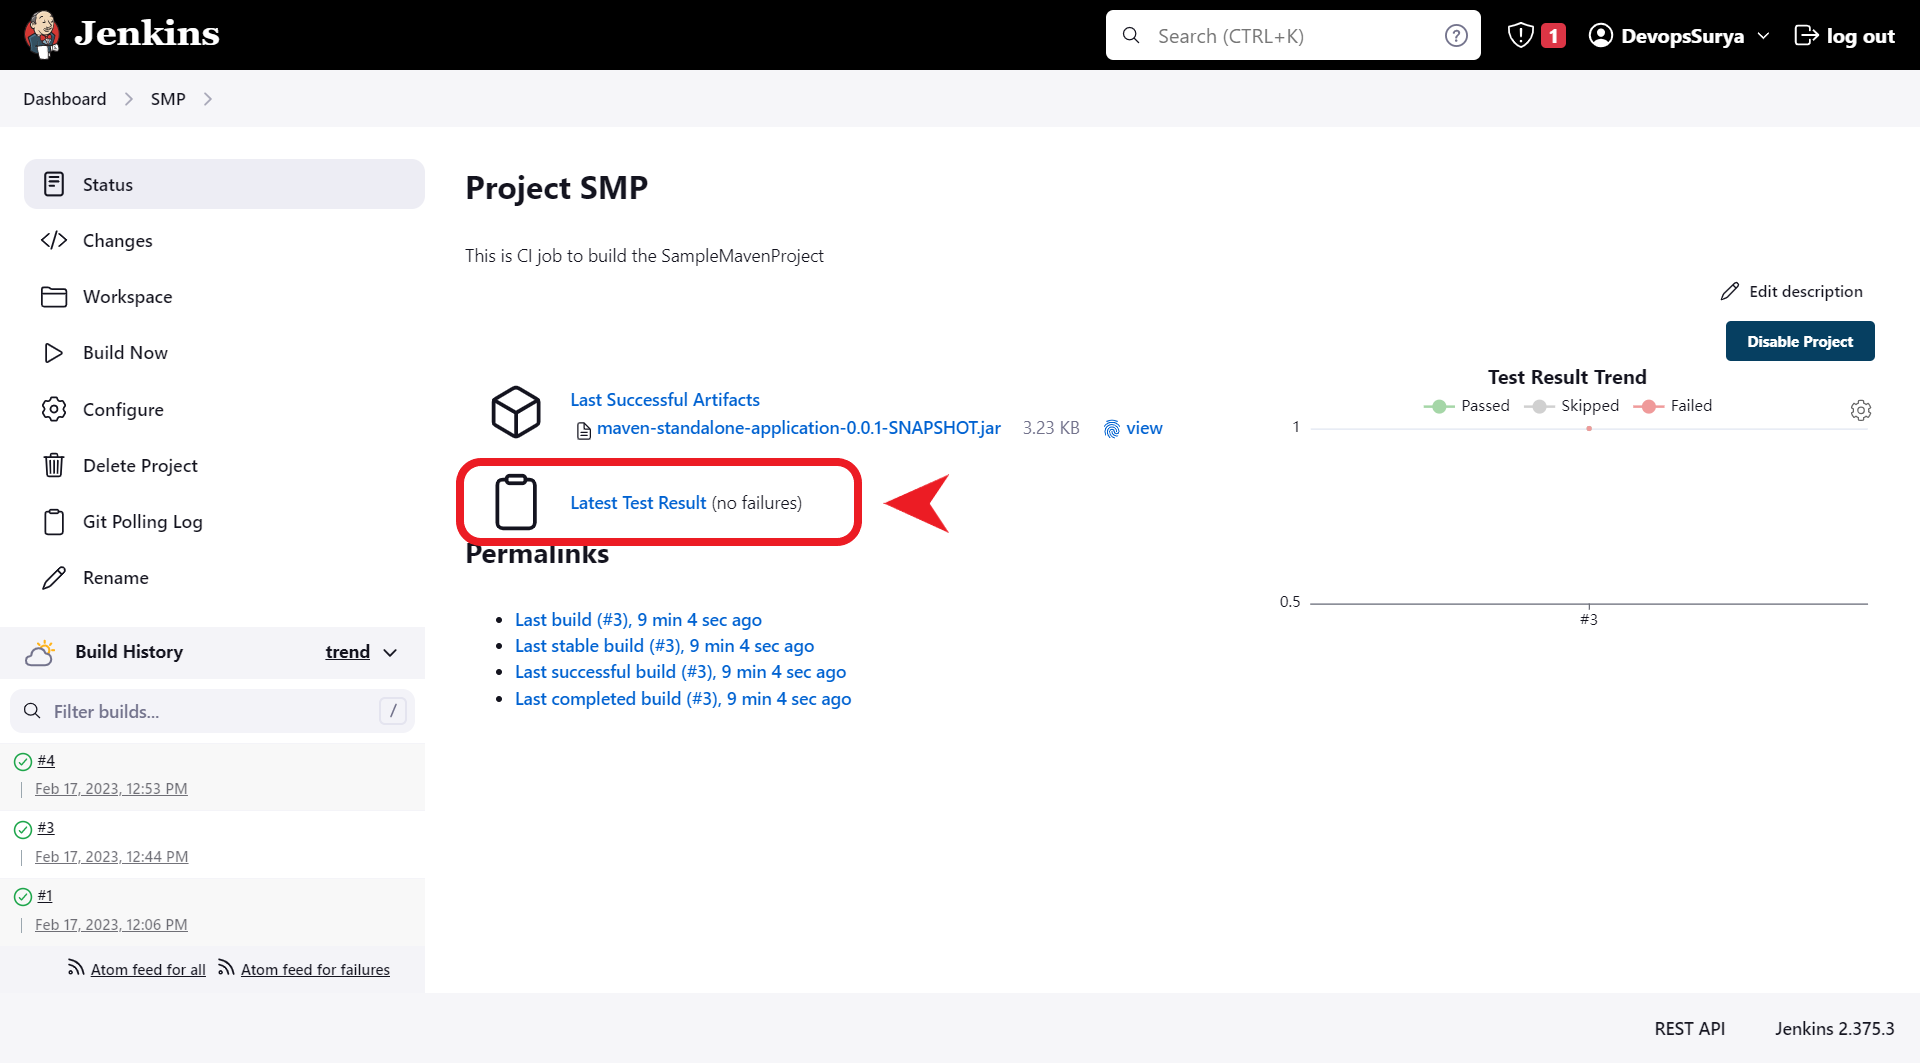 Jenkins
Search (CTRL+K)
1
DevopsSurya
log out
Dashboard
SMP
Status
Changes
Workspace
Build Now
Configure
Delete Project
Git Polling Log
Rename
Build History
trend
Filter builds...
/
#4
Feb 17, 2023, 12:53 PM
#3
Feb 17, 2023, 12:44 PM
#1
Feb 17, 2023, 12:06 PM
Atom feed for all
Atom feed for failures
Project SMP
This is CI job to build the SampleMavenProject
Edit description
Disable Project
Last Successful Artifacts
maven-standalone-application-0.0.1-SNAPSHOT.jar 3.23 KB view
Latest Test Result (no failures)
Permalinks
Last build (#3), 9 min 4 sec ago
Last stable build (#3), 9 min 4 sec ago
Last successful build (#3), 9 min 4 sec ago
Last completed build (#3), 9 min 4 sec ago
Test Result Trend
Passed Skipped Failed
1
0.5
#3
REST API
Jenkins 2.375.3